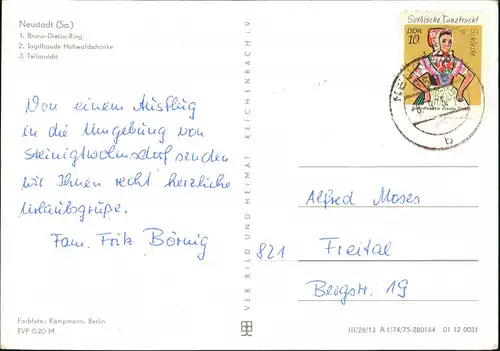 Neustadt (Sa.)
1. Bruno-Dietze-Ring
2. Jagdbaude Hohwaldschänke
3. Teilansicht
Von einem Ausflug
in die Umgebung von
Steinigtwolmsdorf senden
wir Ihnen recht herzliche
Urlaubsgrüße.
Fam. Fritz Börnig
Farbfoto: Kampmann, Berlin
EVP 0,20 M
VEB BILD UND HEIMAT REICHENBACH i. V.
Sorbische Tanztracht
DDR
10
Schleife
b
Alfred Moses
821 Freital
Bergstr. 19
III/26/13 A 1/74/75-280164 01 12 0051